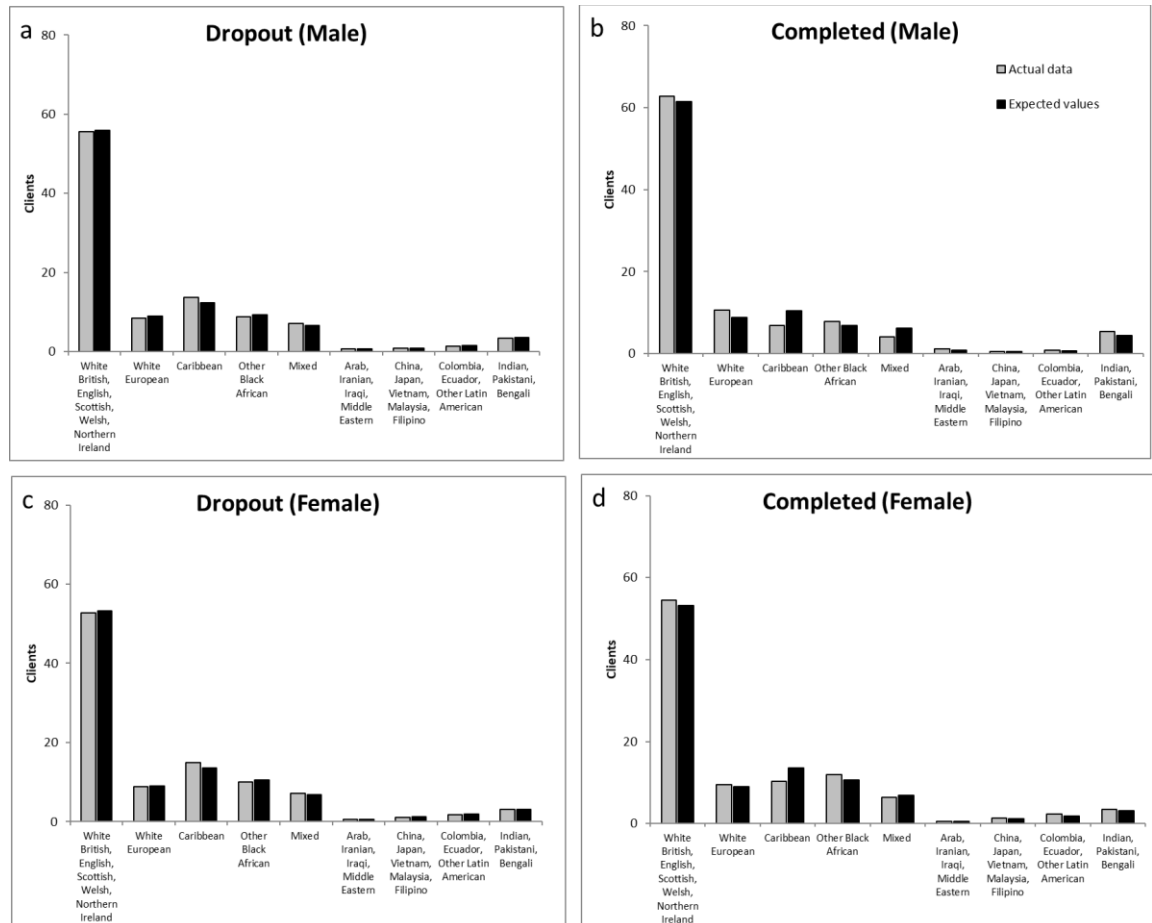 a
Dropout (Male)
80
60
40
20
0
Clients
White British, English, Scottish, Welsh, Northern Ireland
White European
Caribbean
Other Black African
Mixed
Arab, Iranian, Iraqi, Middle Eastern
China, Japan, Vietnam, Malaysia, Filipino
Colombia, Ecuador, Other Latin American
Indian, Pakistani, Bengali
b
Completed (Male)
Actual data
Expected values
80
70
60
50
40
30
20
10
0
Clients
White British, English, Scottish, Welsh, Northern Ireland
White European
Caribbean
Other Black African
Mixed
Arab, Iranian, Iraqi, Middle Eastern
China, Japan, Vietnam, Malaysia, Filipino
Colombia, Ecuador, Other Latin American
Indian, Pakistani, Bengali
c
Dropout (Female)
80
60
40
20
0
Clients
White British, English, Scottish, Welsh, Northern Ireland
White European
Caribbean
Other Black African
Mixed
Arab, Iranian, Iraqi, Middle Eastern
China, Japan, Vietnam, Malaysia, Filipino
Colombia, Ecuador, Other Latin American
Indian, Pakistani, Bengali
d
Completed (Female)
80
60
40
20
0
Clients
White British, English, Scottish, Welsh, Northern Ireland
White European
Caribbean
Other Black African
Mixed
Arab, Iranian, Iraqi, Middle Eastern
China, Japan, Vietnam, Malaysia, Filipino
Colombia, Ecuador, Other Latin American
Indian, Pakistani, Bengali